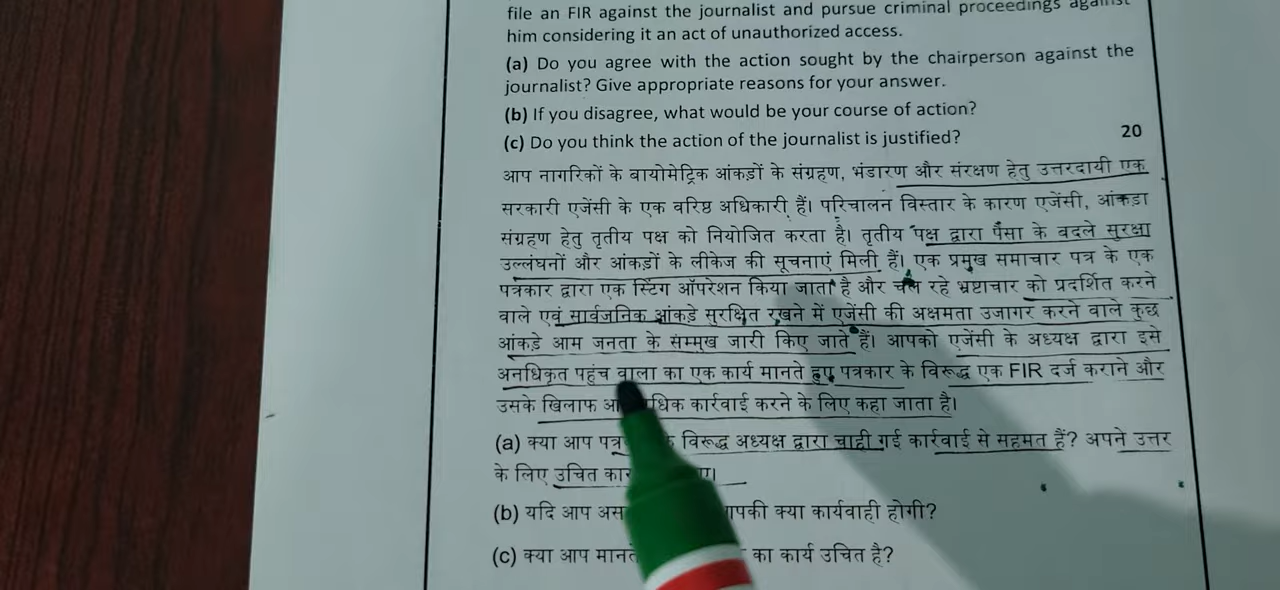 file an FIR against the journalist and pursue criminal proceedings against
him considering it an act of unauthorized access.
(a) Do you agree with the action sought by the chairperson against the
journalist? Give appropriate reasons for your answer.
(b) If you disagree, what would be your course of action?
(c) Do you think the action of the journalist is justified? 20
आप नागरिकों के बायोमेट्रिक आंकड़ों के संग्रहण, भंडारण और संरक्षण हेतु उत्तरदायी एक
सरकारी एजेंसी के एक वरिष्ठ अधिकारी हैं। परिचालन विस्तार के कारण एजेंसी, आंकड़ा
संग्रहण हेतु तृतीय पक्ष को नियोजित करता है। तृतीय पक्ष द्वारा पैसा के बदले सुरक्षा
उल्लंघनों और आंकड़ों के लीकेज की सूचनाएं मिली हैं। एक प्रमुख समाचार पत्र के एक
पत्रकार द्वारा एक स्टिंग ऑपरेशन किया जाता है और चल रहे भ्रष्टाचार को प्रदर्शित करने
वाले एवं सार्वजनिक आंकड़े सुरक्षित रखने में एजेंसी की अक्षमता उजागर करने वाले कुछ
आंकड़े आम जनता के सम्मुख जारी किए जाते हैं। आपको एजेंसी के अध्यक्ष द्वारा इसे
अनधिकृत पहुंच वाला का एक कार्य मानते हुए पत्रकार के विरूद्ध एक FIR दर्ज कराने और
उसके खिलाफ कार्रवाई करने के लिए कहा जाता है।
(a) क्या आप विरूद्ध अध्यक्ष द्वारा चाही गई कार्रवाई से सहमत हैं? अपने उत्तर
के लिए उचित
(b) यदि आप क्या कार्यवाही होगी?
(c) क्या आप का कार्य उचित है?